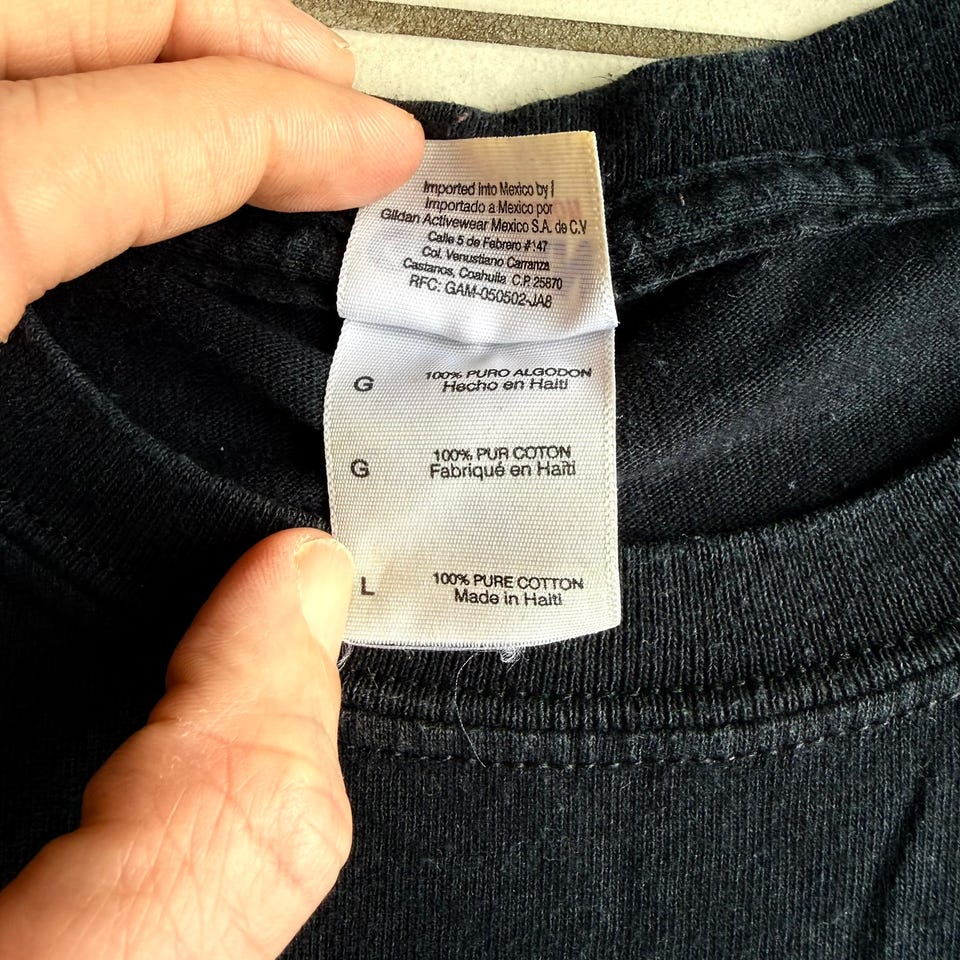 Imported into Mexico by
Importado a Mexico por
Gildan Activewear Mexico S.A. de C.V
Calle 5 de Febrero #147
Col. Venustiano Carranza
Castanos, Coahuila C.P. 25870
RFC: GAM-050502-JA8
G 100% PURO ALGODON
Hecho en Haiti
G 100% PUR COTON
Fabriqué en Haïti
L 100% PURE COTTON
Made in Haiti